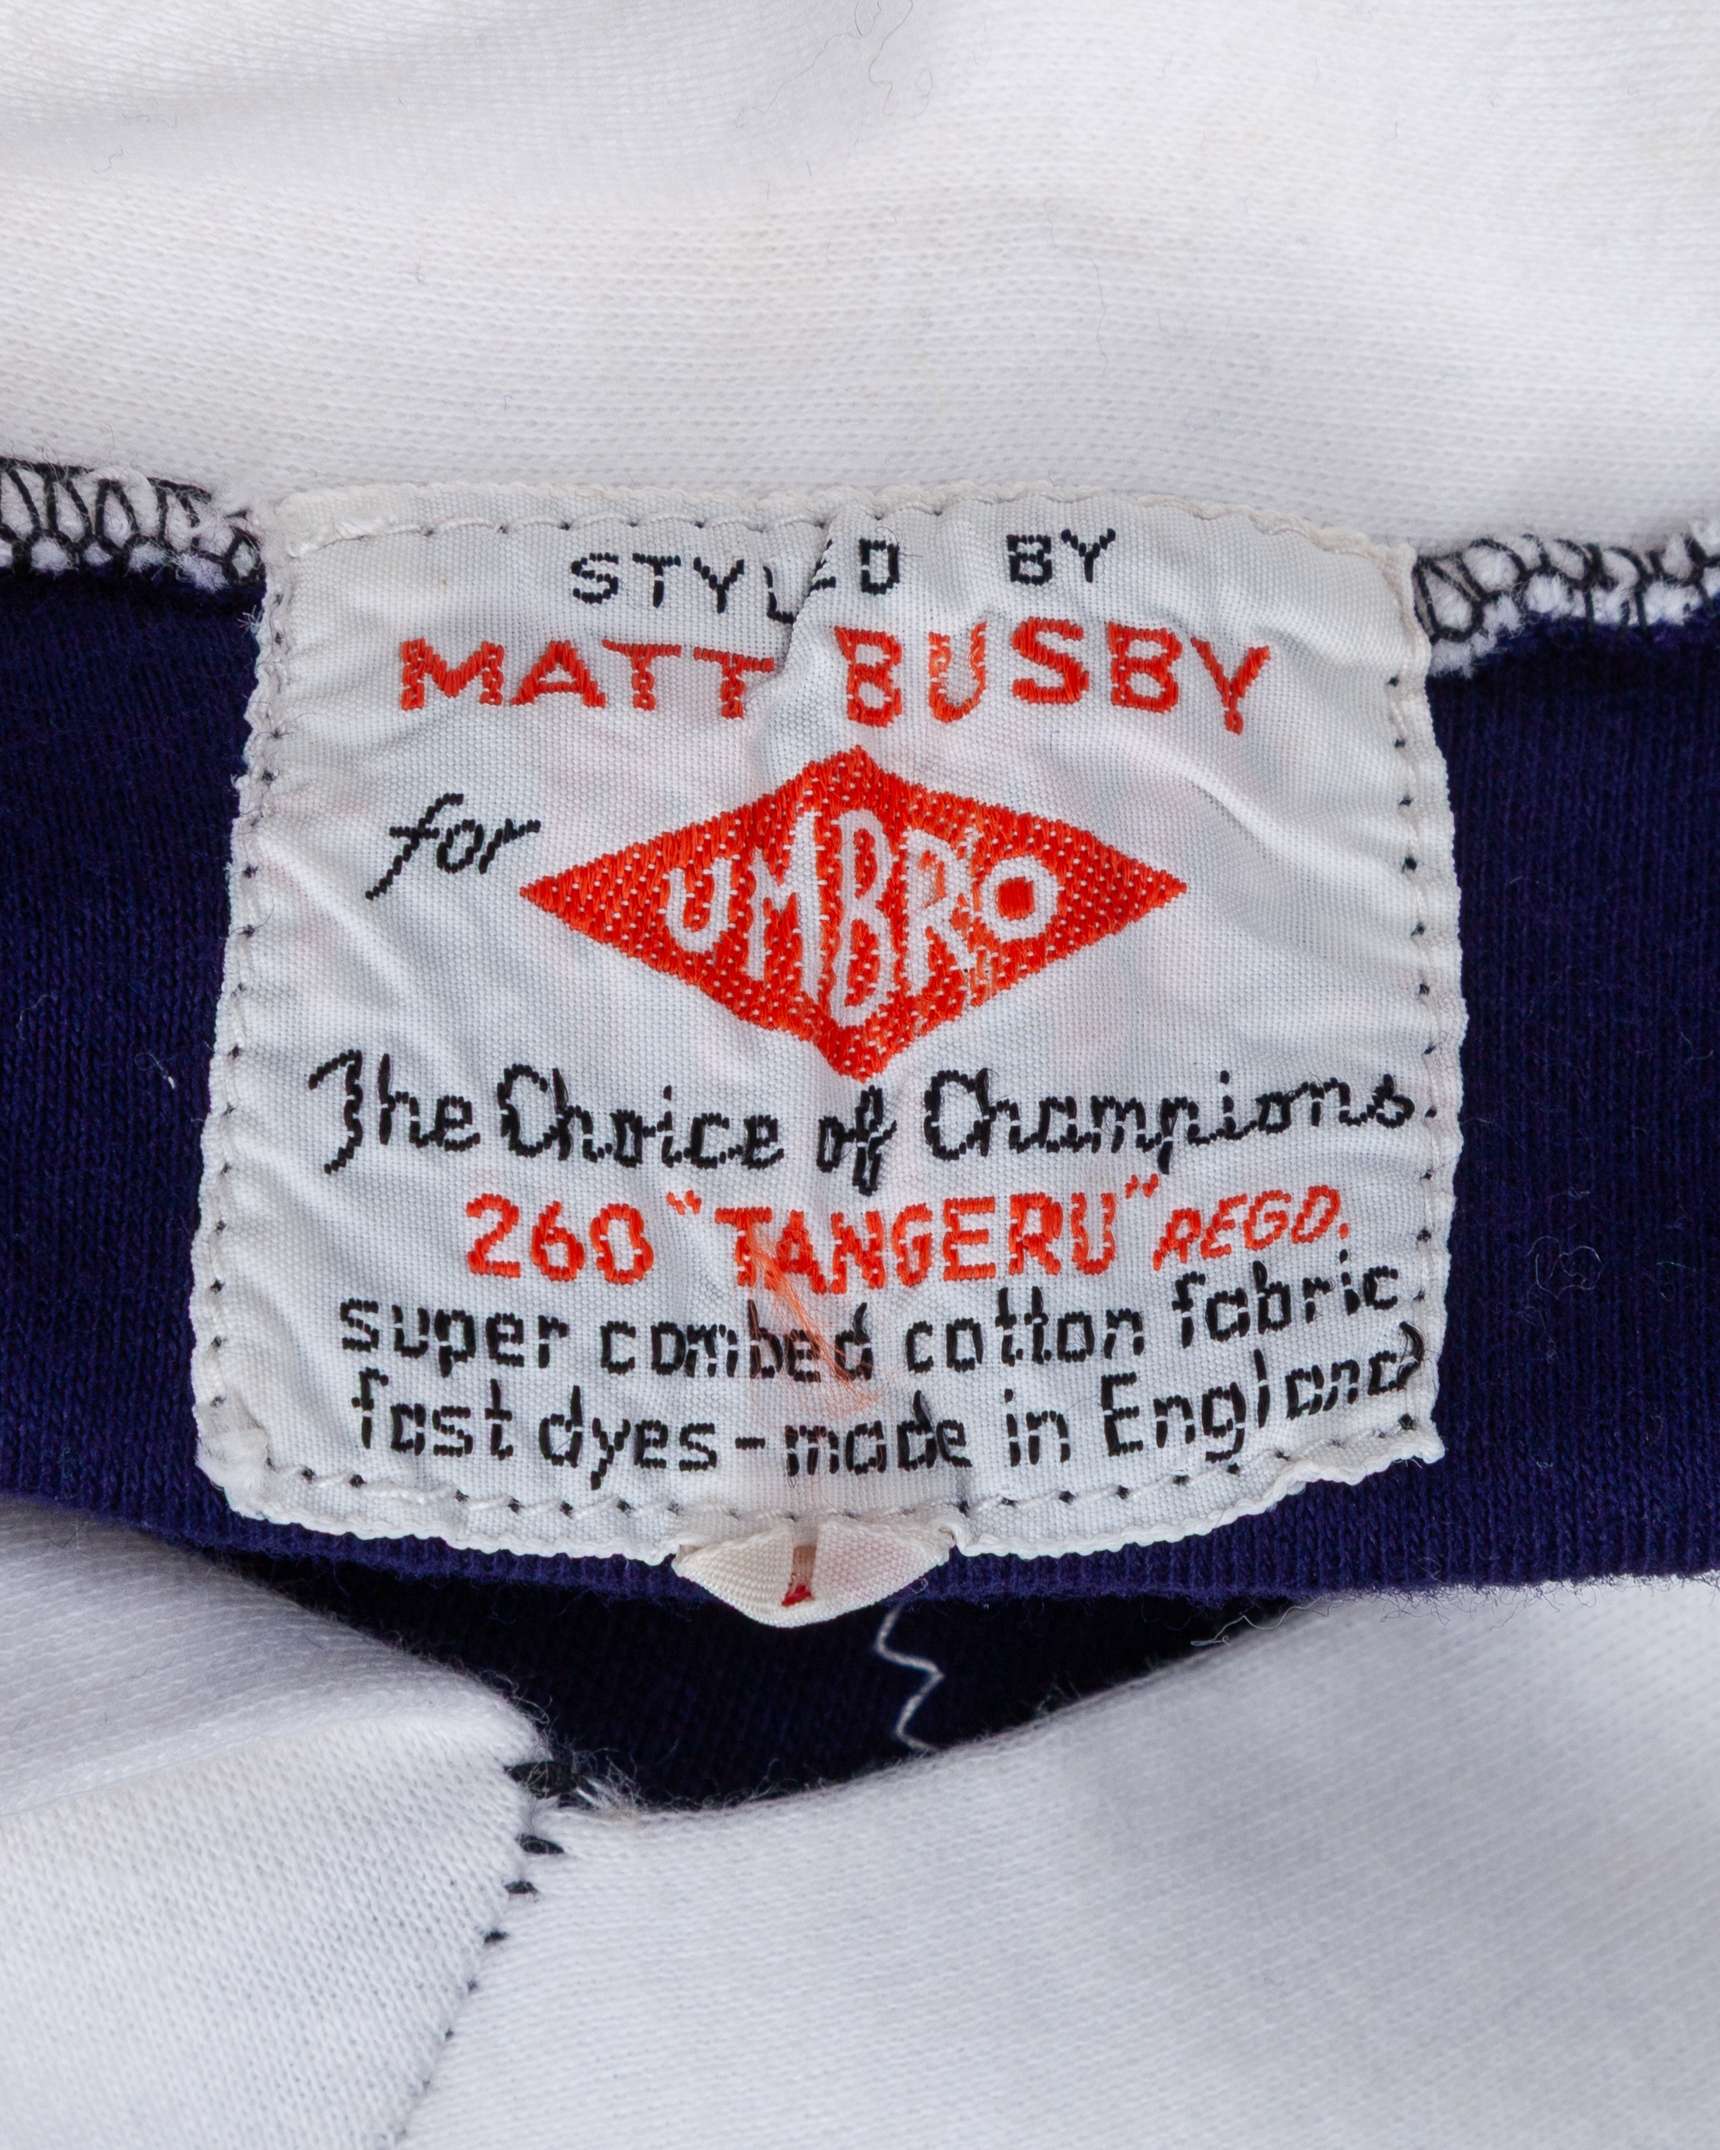 STYLED BY
MATT BUSBY
for UMBRO
The Choice of Champions.
260 "TANGERU" REGD.
super combed cotton fabric.
fast dyes - made in England